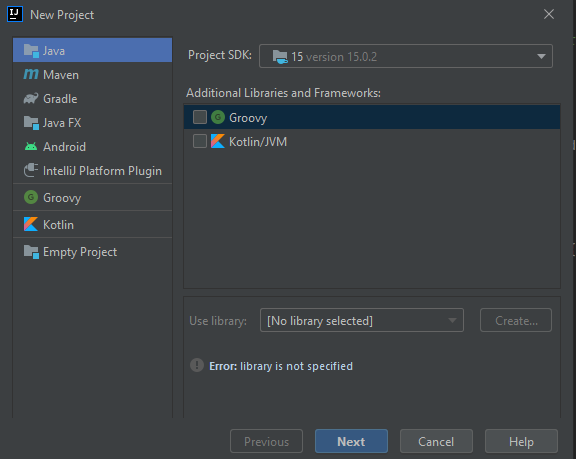 IJ New Project
Java
Maven
Gradle
Java FX
Android
IntelliJ Platform Plugin
Groovy
Kotlin
Empty Project
Project SDK: 15 version 15.0.2
Additional Libraries and Frameworks:
Groovy
Kotlin/JVM
Use library: [No library selected] Create...
Error: library is not specified
Previous Next Cancel Help